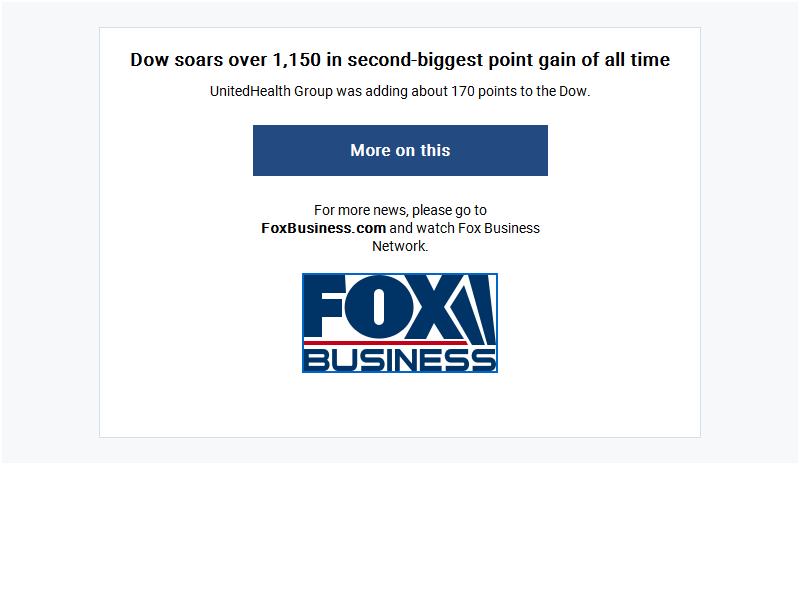 Dow soars over 1,150 in second-biggest point gain of all time
UnitedHealth Group was adding about 170 points to the Dow.
More on this
For more news, please go to
FoxBusiness.com and watch Fox Business
Network.
FOX
BUSINESS